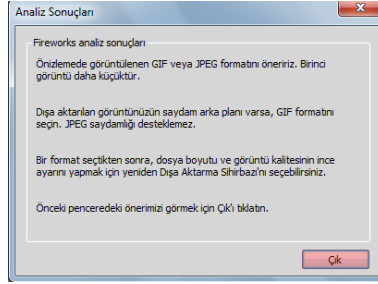 Analiz Sonuçları
Fireworks analiz sonuçları
Önizlemede görüntülenen GIF veya JPEG formatını öneririz. Birinci
görüntü daha küçüktür.
Dışa aktarılan görüntünüzün saydam arka planı varsa, GIF formatını
seçin. JPEG saydamlığı desteklemez.
Bir format seçtikten sonra, dosya boyutu ve görüntü kalitesinin ince
ayarını yapmak için yeniden Dışa Aktarma Sihirbazı'nı seçebilirsiniz.
Önceki penceredeki önerimizi görmek için Çık'ı tıklatın.
Çık